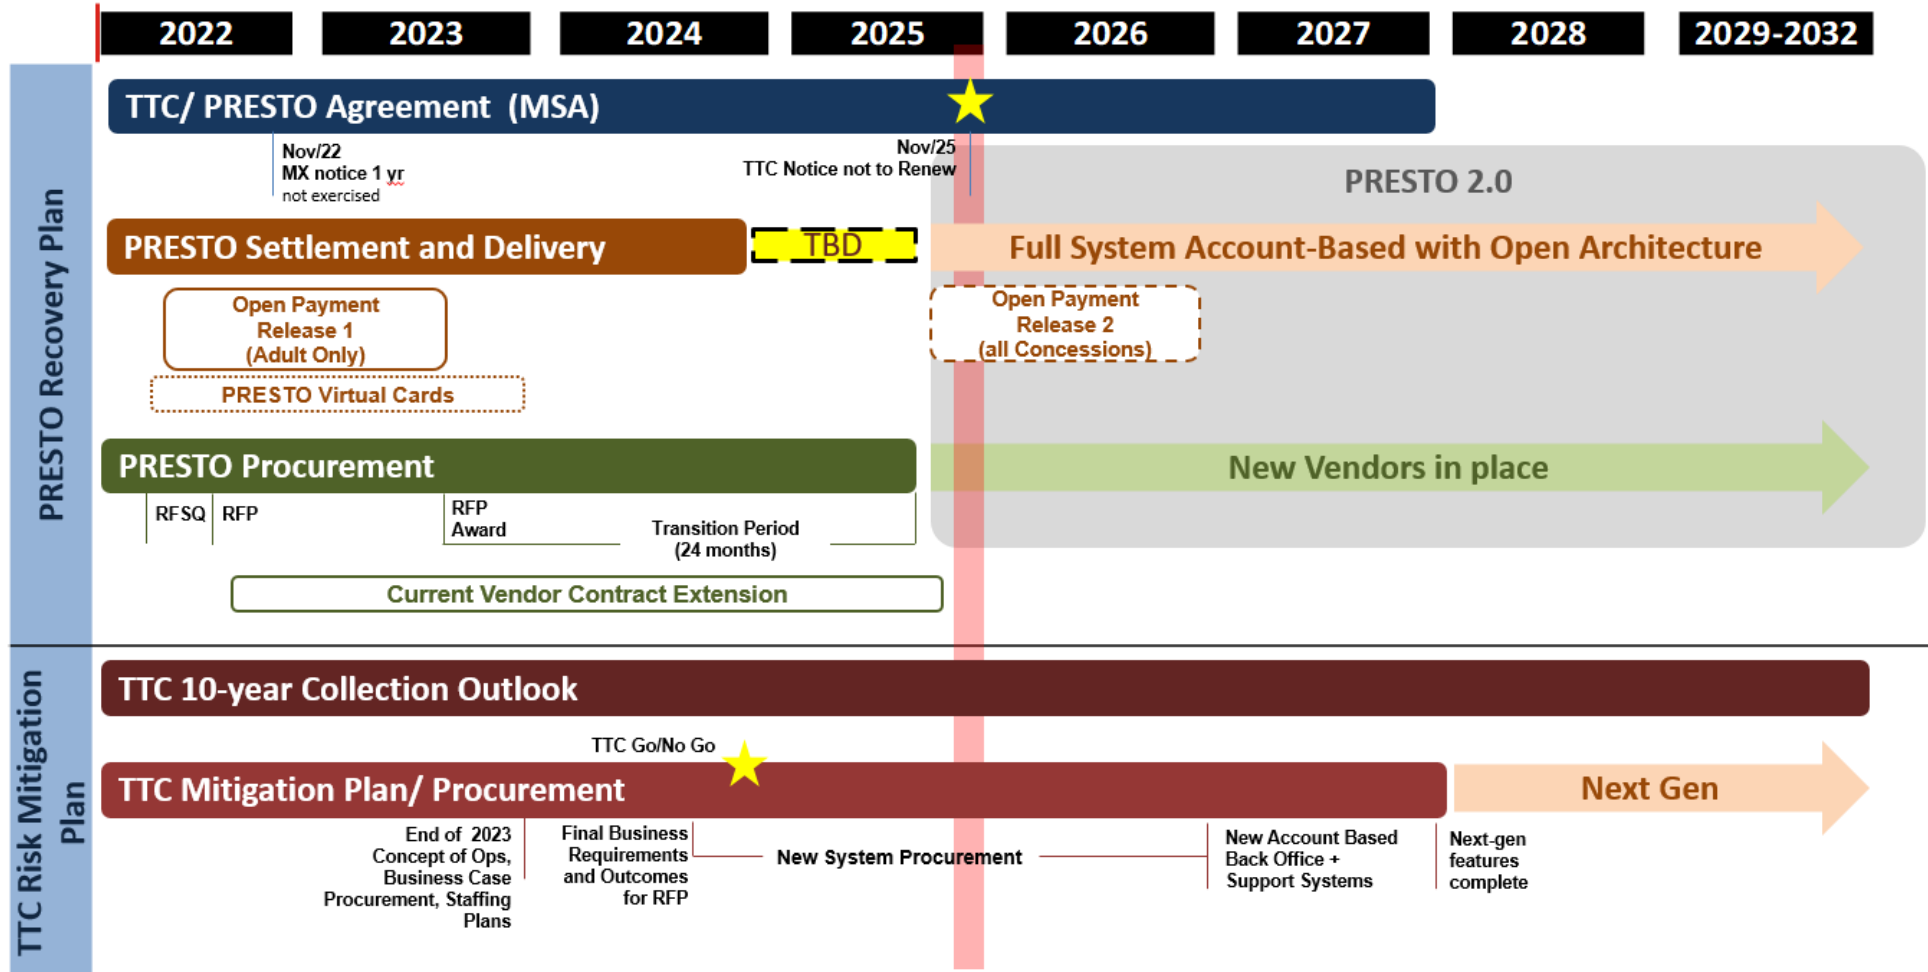 2022
2023
2024
2025
2026
2027
2028
2029-2032
PRESTO Recovery Plan
TTC/ PRESTO Agreement (MSA)
Nov/22
MX notice 1 yr
not exercised
Nov/25
TTC Notice not to Renew
PRESTO 2.0
PRESTO Settlement and Delivery
TBD
Full System Account-Based with Open Architecture
Open Payment
Release 1
(Adult Only)
Open Payment
Release 2
(all Concessions)
PRESTO Virtual Cards
PRESTO Procurement
New Vendors in place
RFSQ
RFP
RFP
Award
Transition Period
(24 months)
Current Vendor Contract Extension
TTC Risk Mitigation
Plan
TTC 10-year Collection Outlook
TTC Go/No Go
TTC Mitigation Plan/ Procurement
Next Gen
End of 2023
Concept of Ops,
Business Case
Procurement, Staffing
Plans
Final Business
Requirements
and Outcomes
for RFP
New System Procurement
New Account Based
Back Office +
Support Systems
Next-gen
features
complete